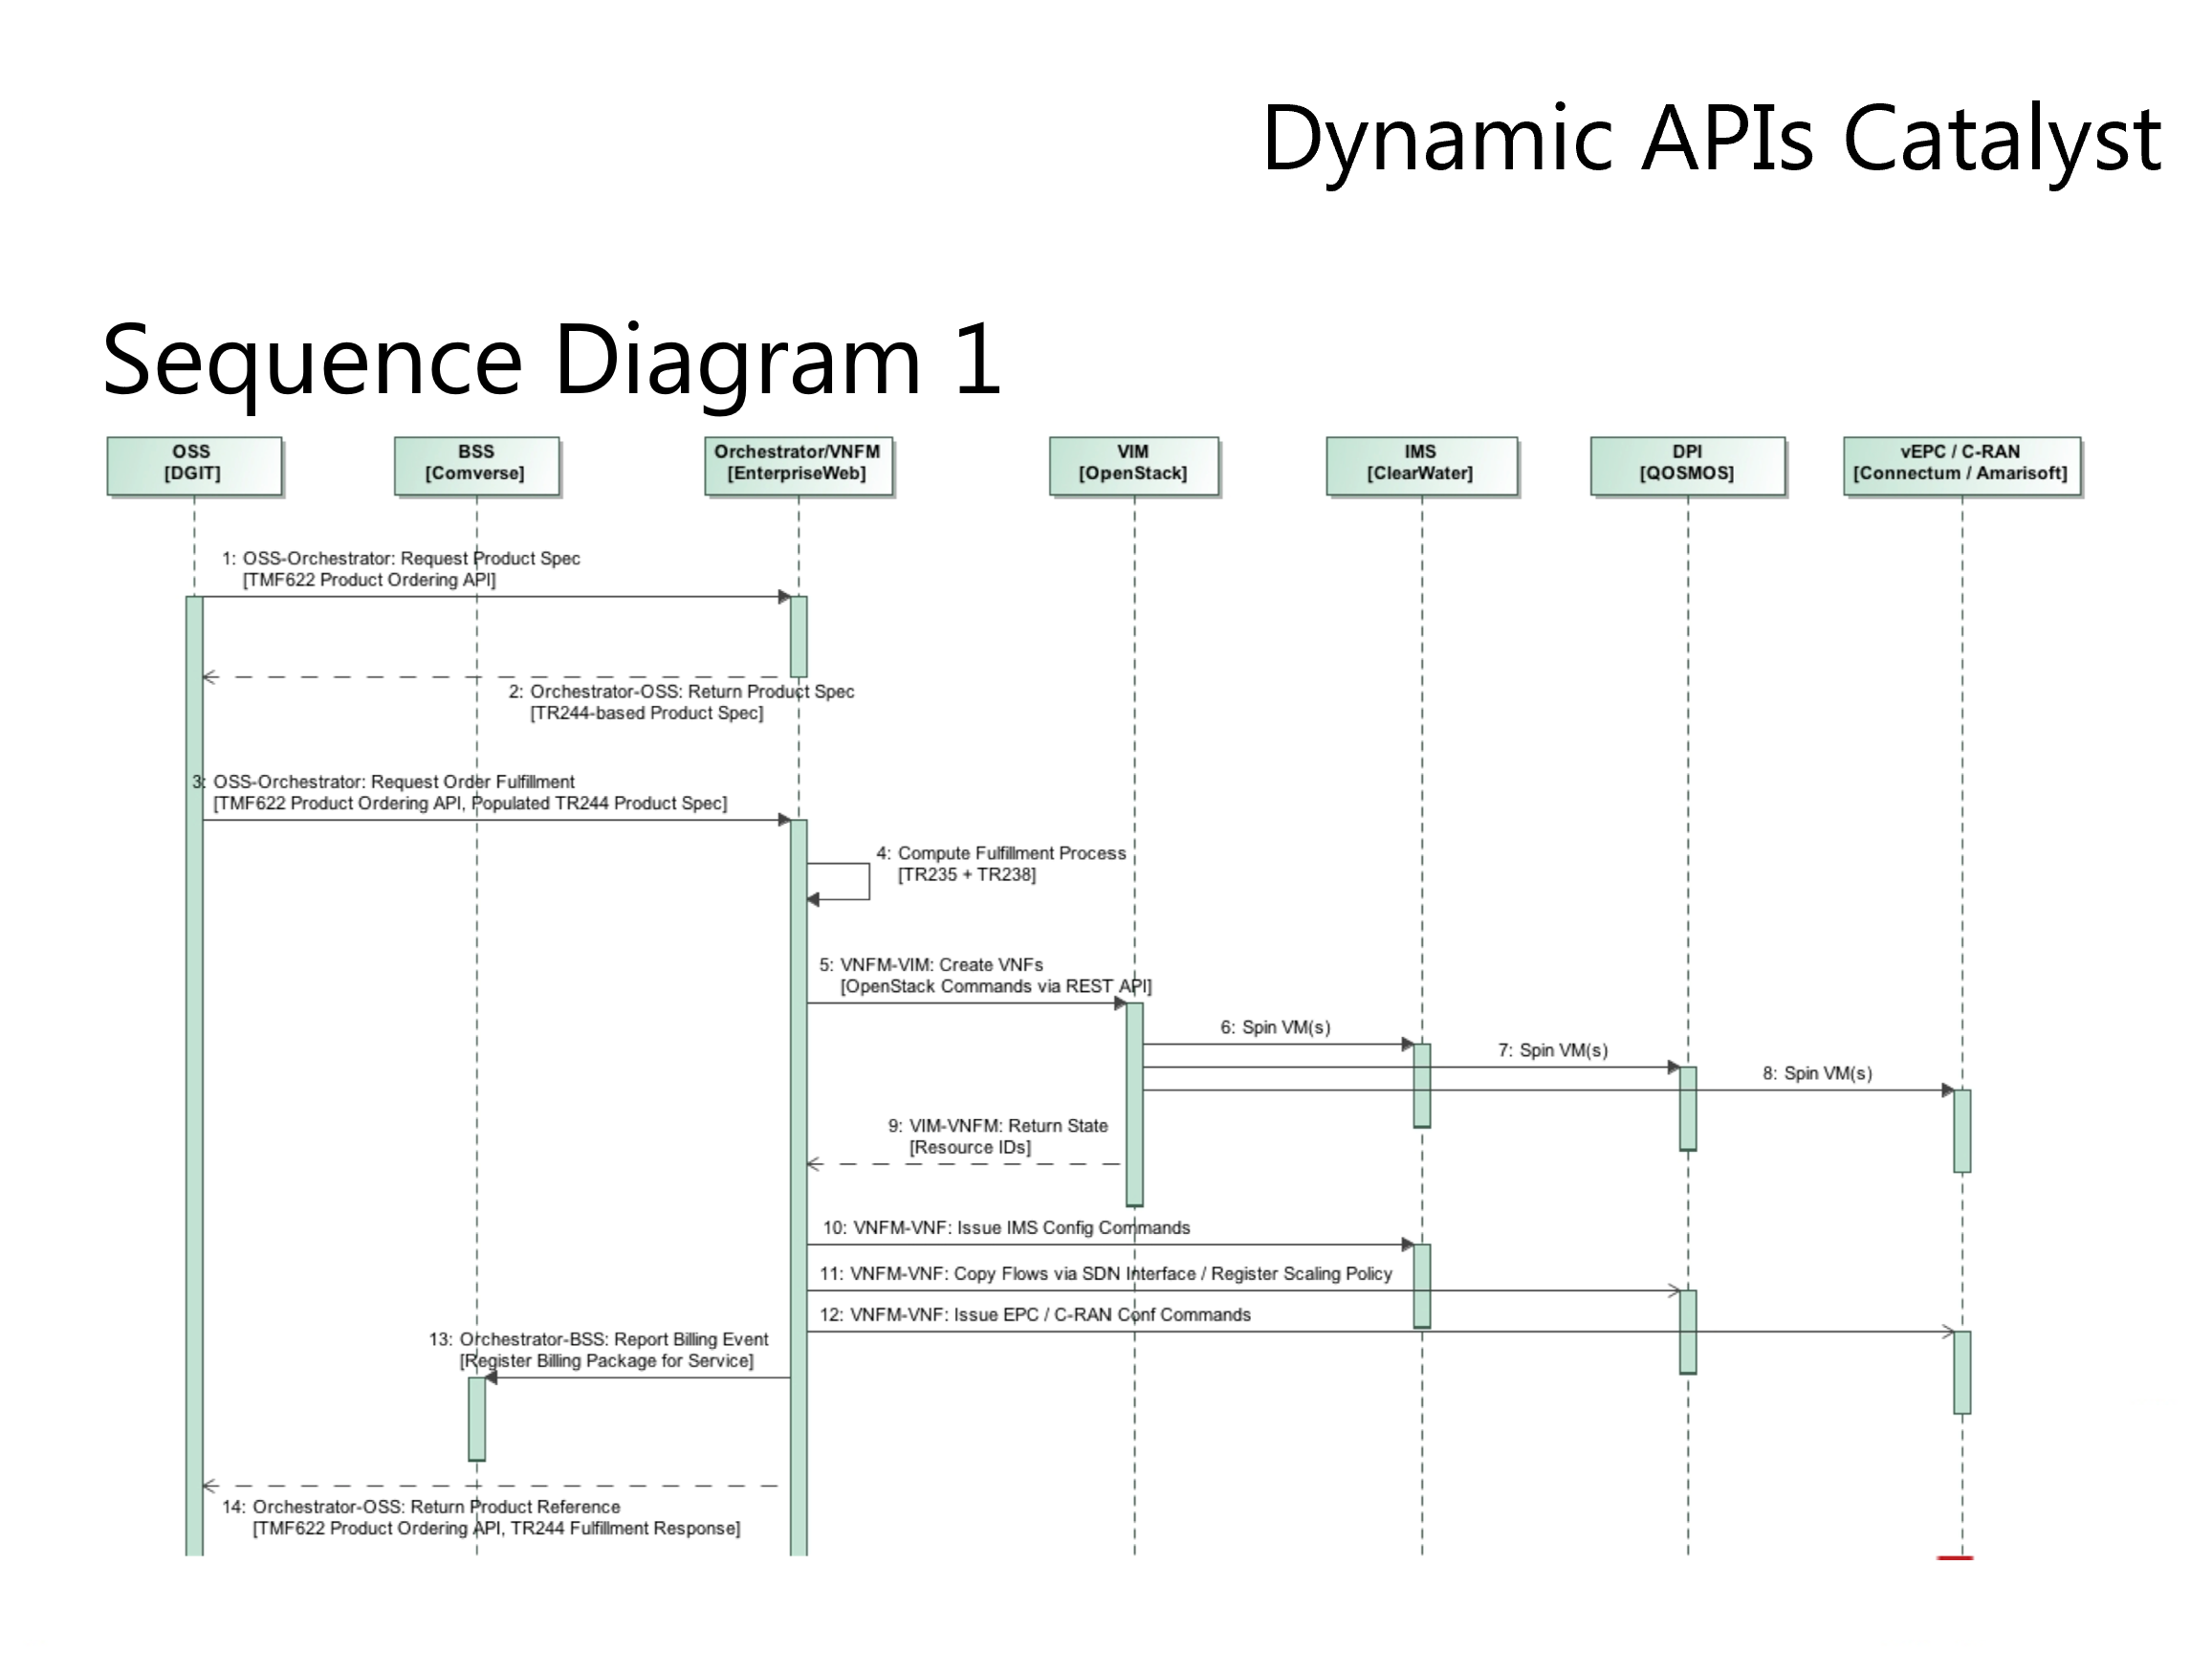 Dynamic APIs Catalyst
Sequence Diagram 1
OSS
[DGIT]
BSS
[Comverse]
Orchestrator/VNFM
[EnterpriseWeb]
VIM
[OpenStack]
IMS
[ClearWater]
DPI
[QOSMOS]
vEPC / C-RAN
[Connectum / Amarisoft]
1: OSS-Orchestrator: Request Product Spec
[TMF622 Product Ordering API]
2: Orchestrator-OSS: Return Product Spec
[TR244-based Product Spec]
3: OSS-Orchestrator: Request Order Fulfillment
[TMF622 Product Ordering API, Populated TR244 Product Spec]
4: Compute Fulfillment Process
[TR235 + TR238]
5: VNFM-VIM: Create VNFs
[OpenStack Commands via REST API]
6: Spin VM(s)
7: Spin VM(s)
8: Spin VM(s)
9: VIM-VNFM: Return State
[Resource IDs]
10: VNFM-VNF: Issue IMS Config Commands
11: VNFM-VNF: Copy Flows via SDN Interface / Register Scaling Policy
12: VNFM-VNF: Issue EPC / C-RAN Conf Commands
13: Orchestrator-BSS: Report Billing Event
[Register Billing Package for Service]
14: Orchestrator-OSS: Return Product Reference
[TMF622 Product Ordering API, TR244 Fulfillment Response]